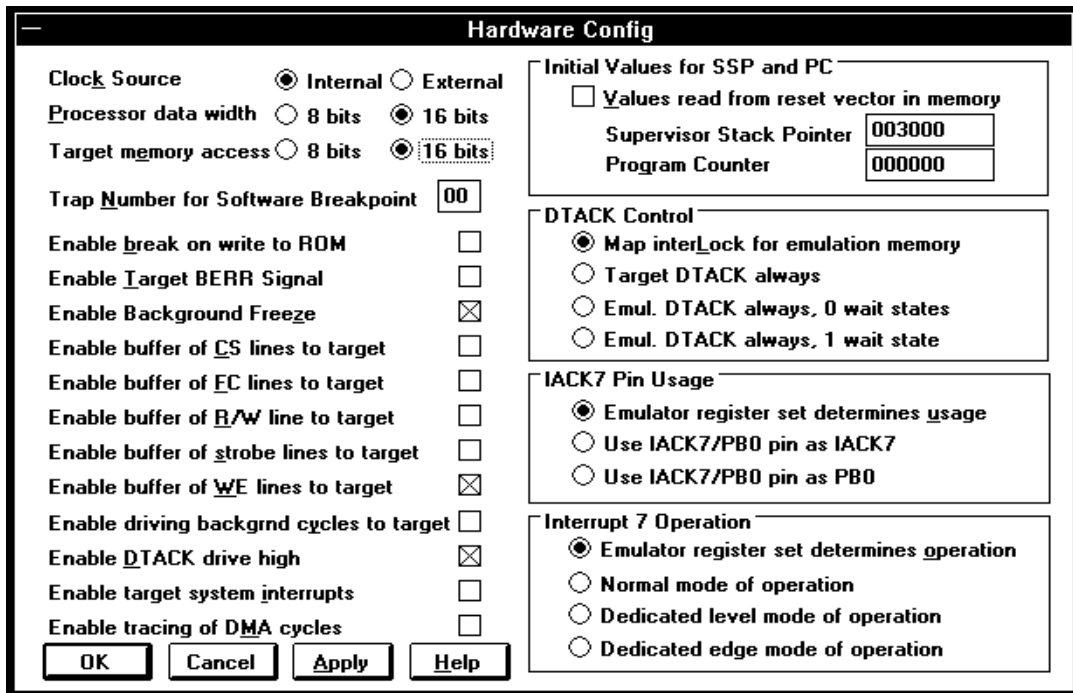 Hardware Config
Clock Source Internal External
Processor data width 8 bits 16 bits
Target memory access 8 bits 16 bits
Trap Number for Software Breakpoint 00
Enable break on write to ROM
Enable Target BERR Signal
Enable Background Freeze
Enable buffer of CS lines to target
Enable buffer of FC lines to target
Enable buffer of R/W line to target
Enable buffer of strobe lines to target
Enable buffer of WE lines to target
Enable driving backgrnd cycles to target
Enable DTACK drive high
Enable target system interrupts
Enable tracing of DMA cycles
OK Cancel Apply Help
Initial Values for SSP and PC
Values read from reset vector in memory
Supervisor Stack Pointer 003000
Program Counter 000000
DTACK Control
Map interLock for emulation memory
Target DTACK always
Emul. DTACK always, 0 wait states
Emul. DTACK always, 1 wait state
IACK7 Pin Usage
Emulator register set determines usage
Use IACK7/PB0 pin as IACK7
Use IACK7/PB0 pin as PB0
Interrupt 7 Operation
Emulator register set determines operation
Normal mode of operation
Dedicated level mode of operation
Dedicated edge mode of operation